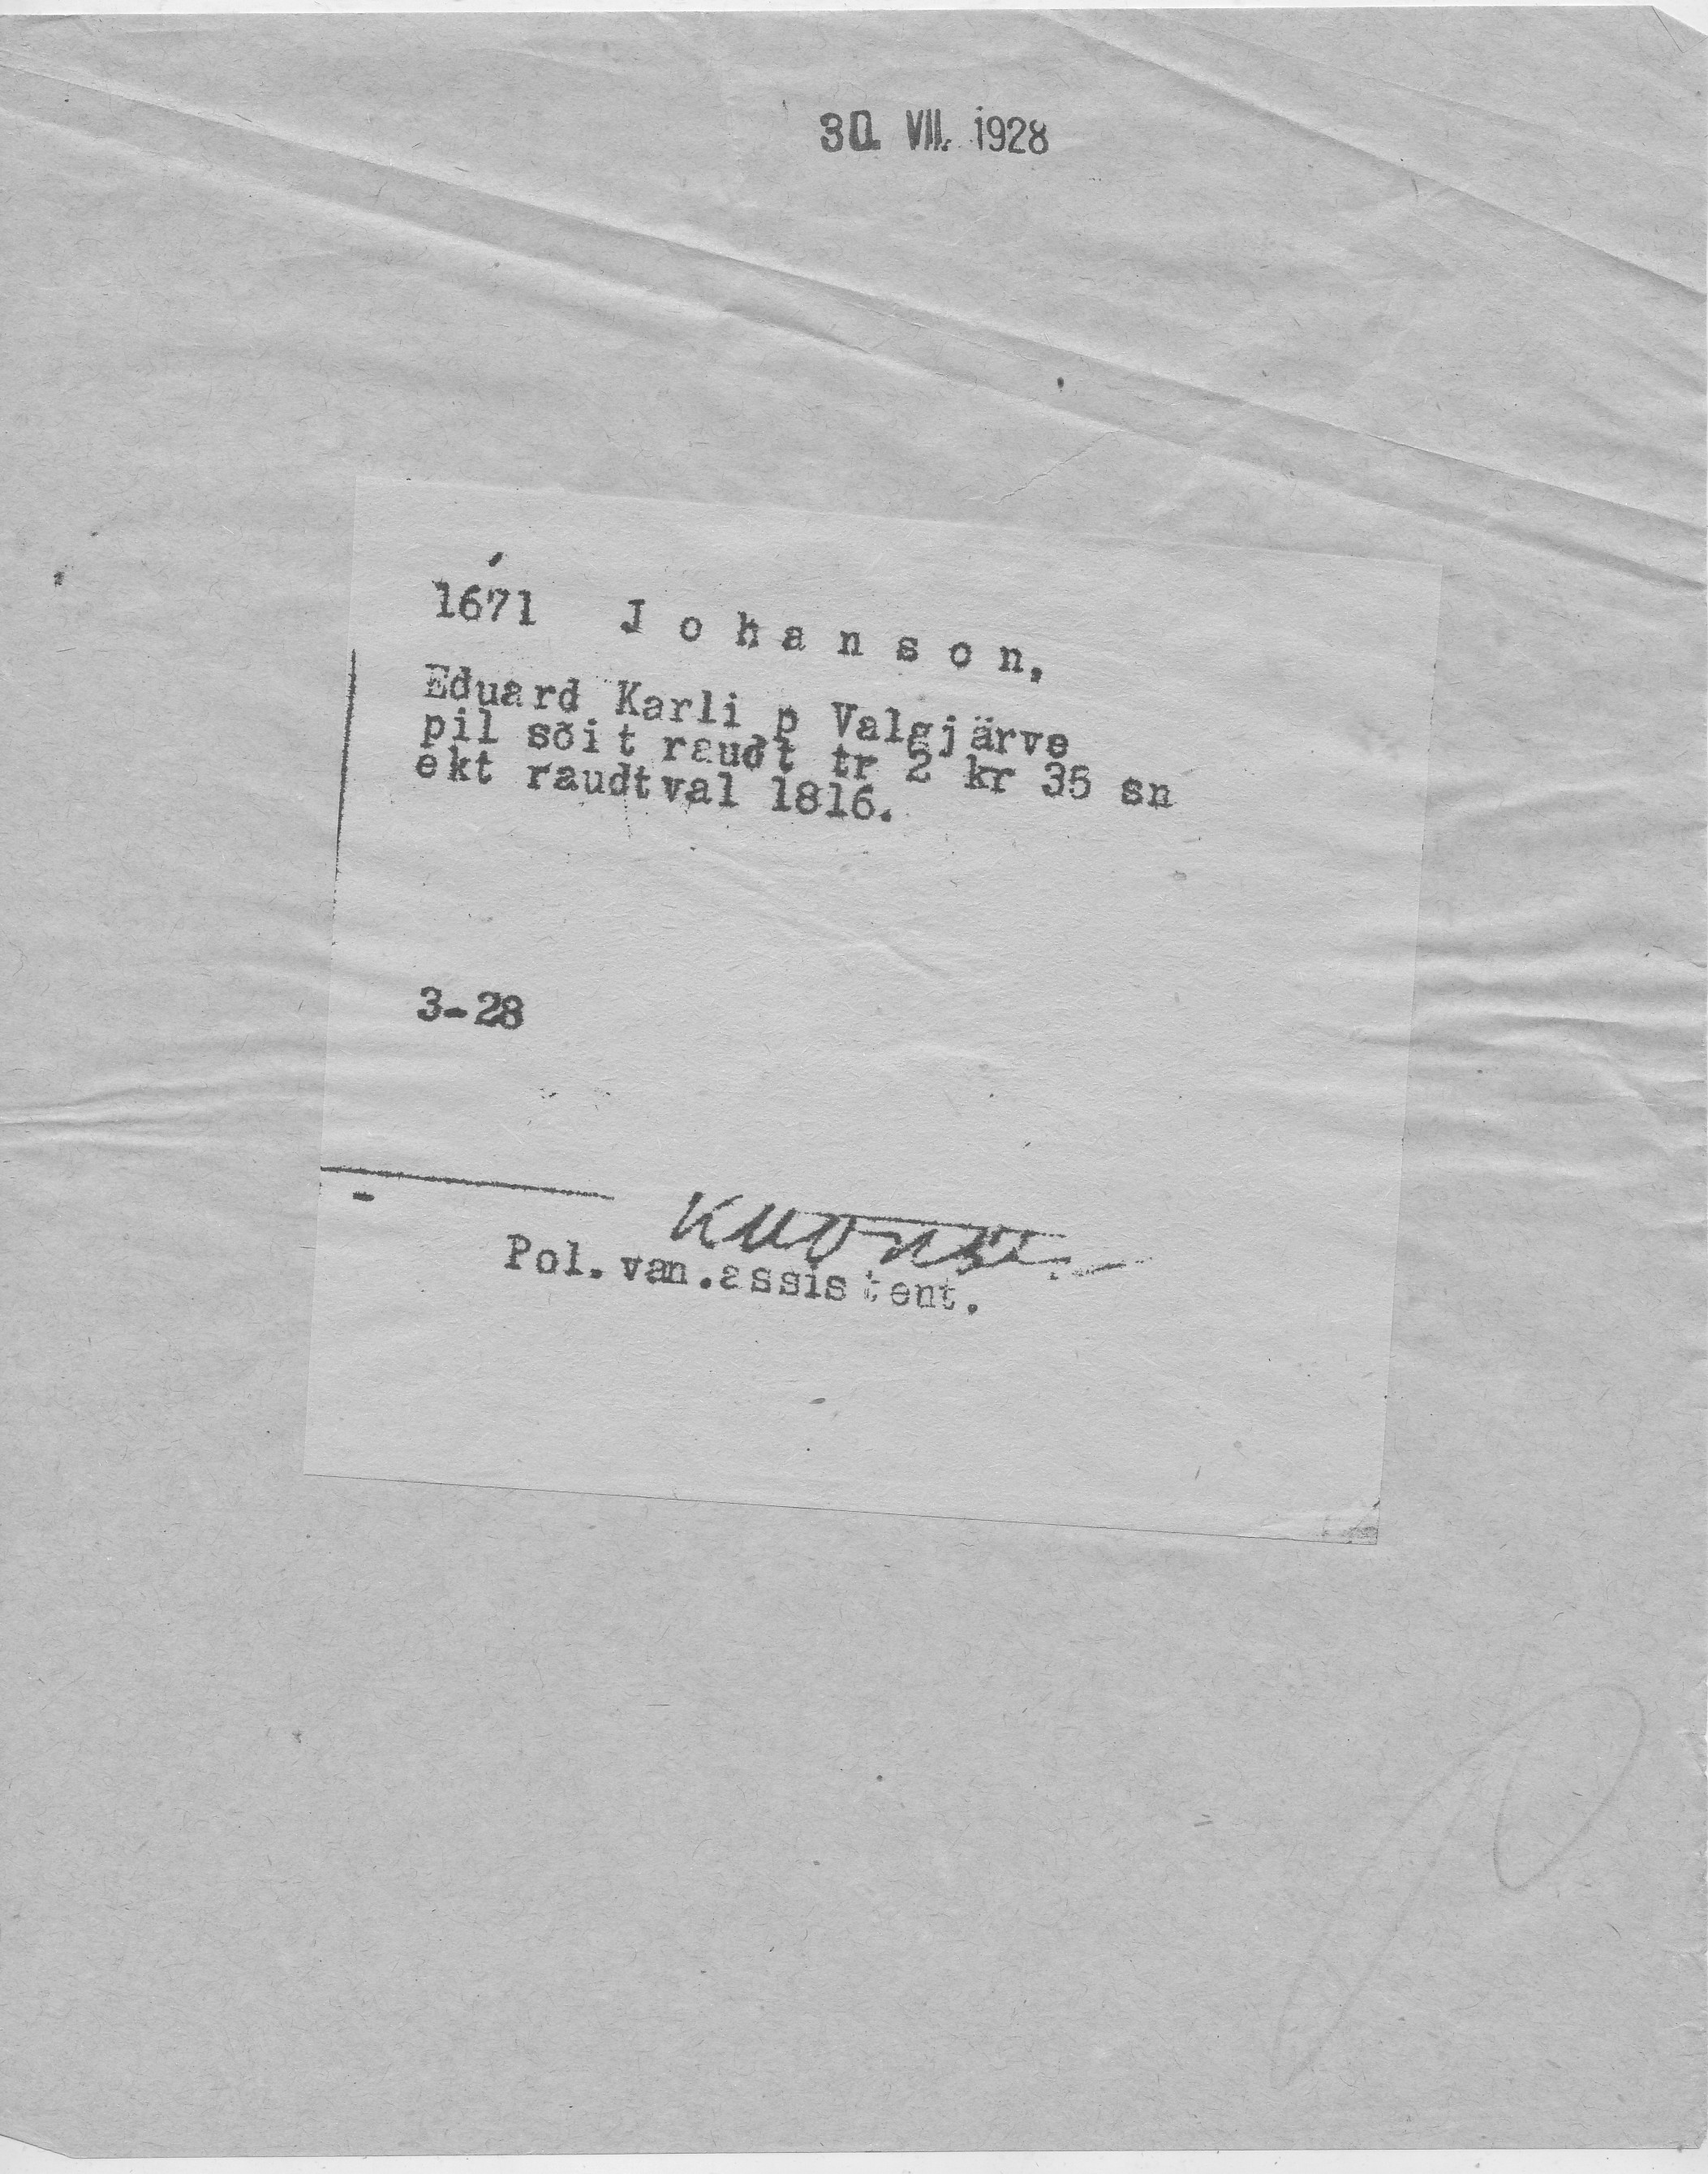 30. VII. 1928
1671 Johanson,
Eduard Karli p Valgjärve
pil sõit raudt tr 2 kr 35 sn
ekt raudtval 1816.
3-28
Pol.van.assistent.